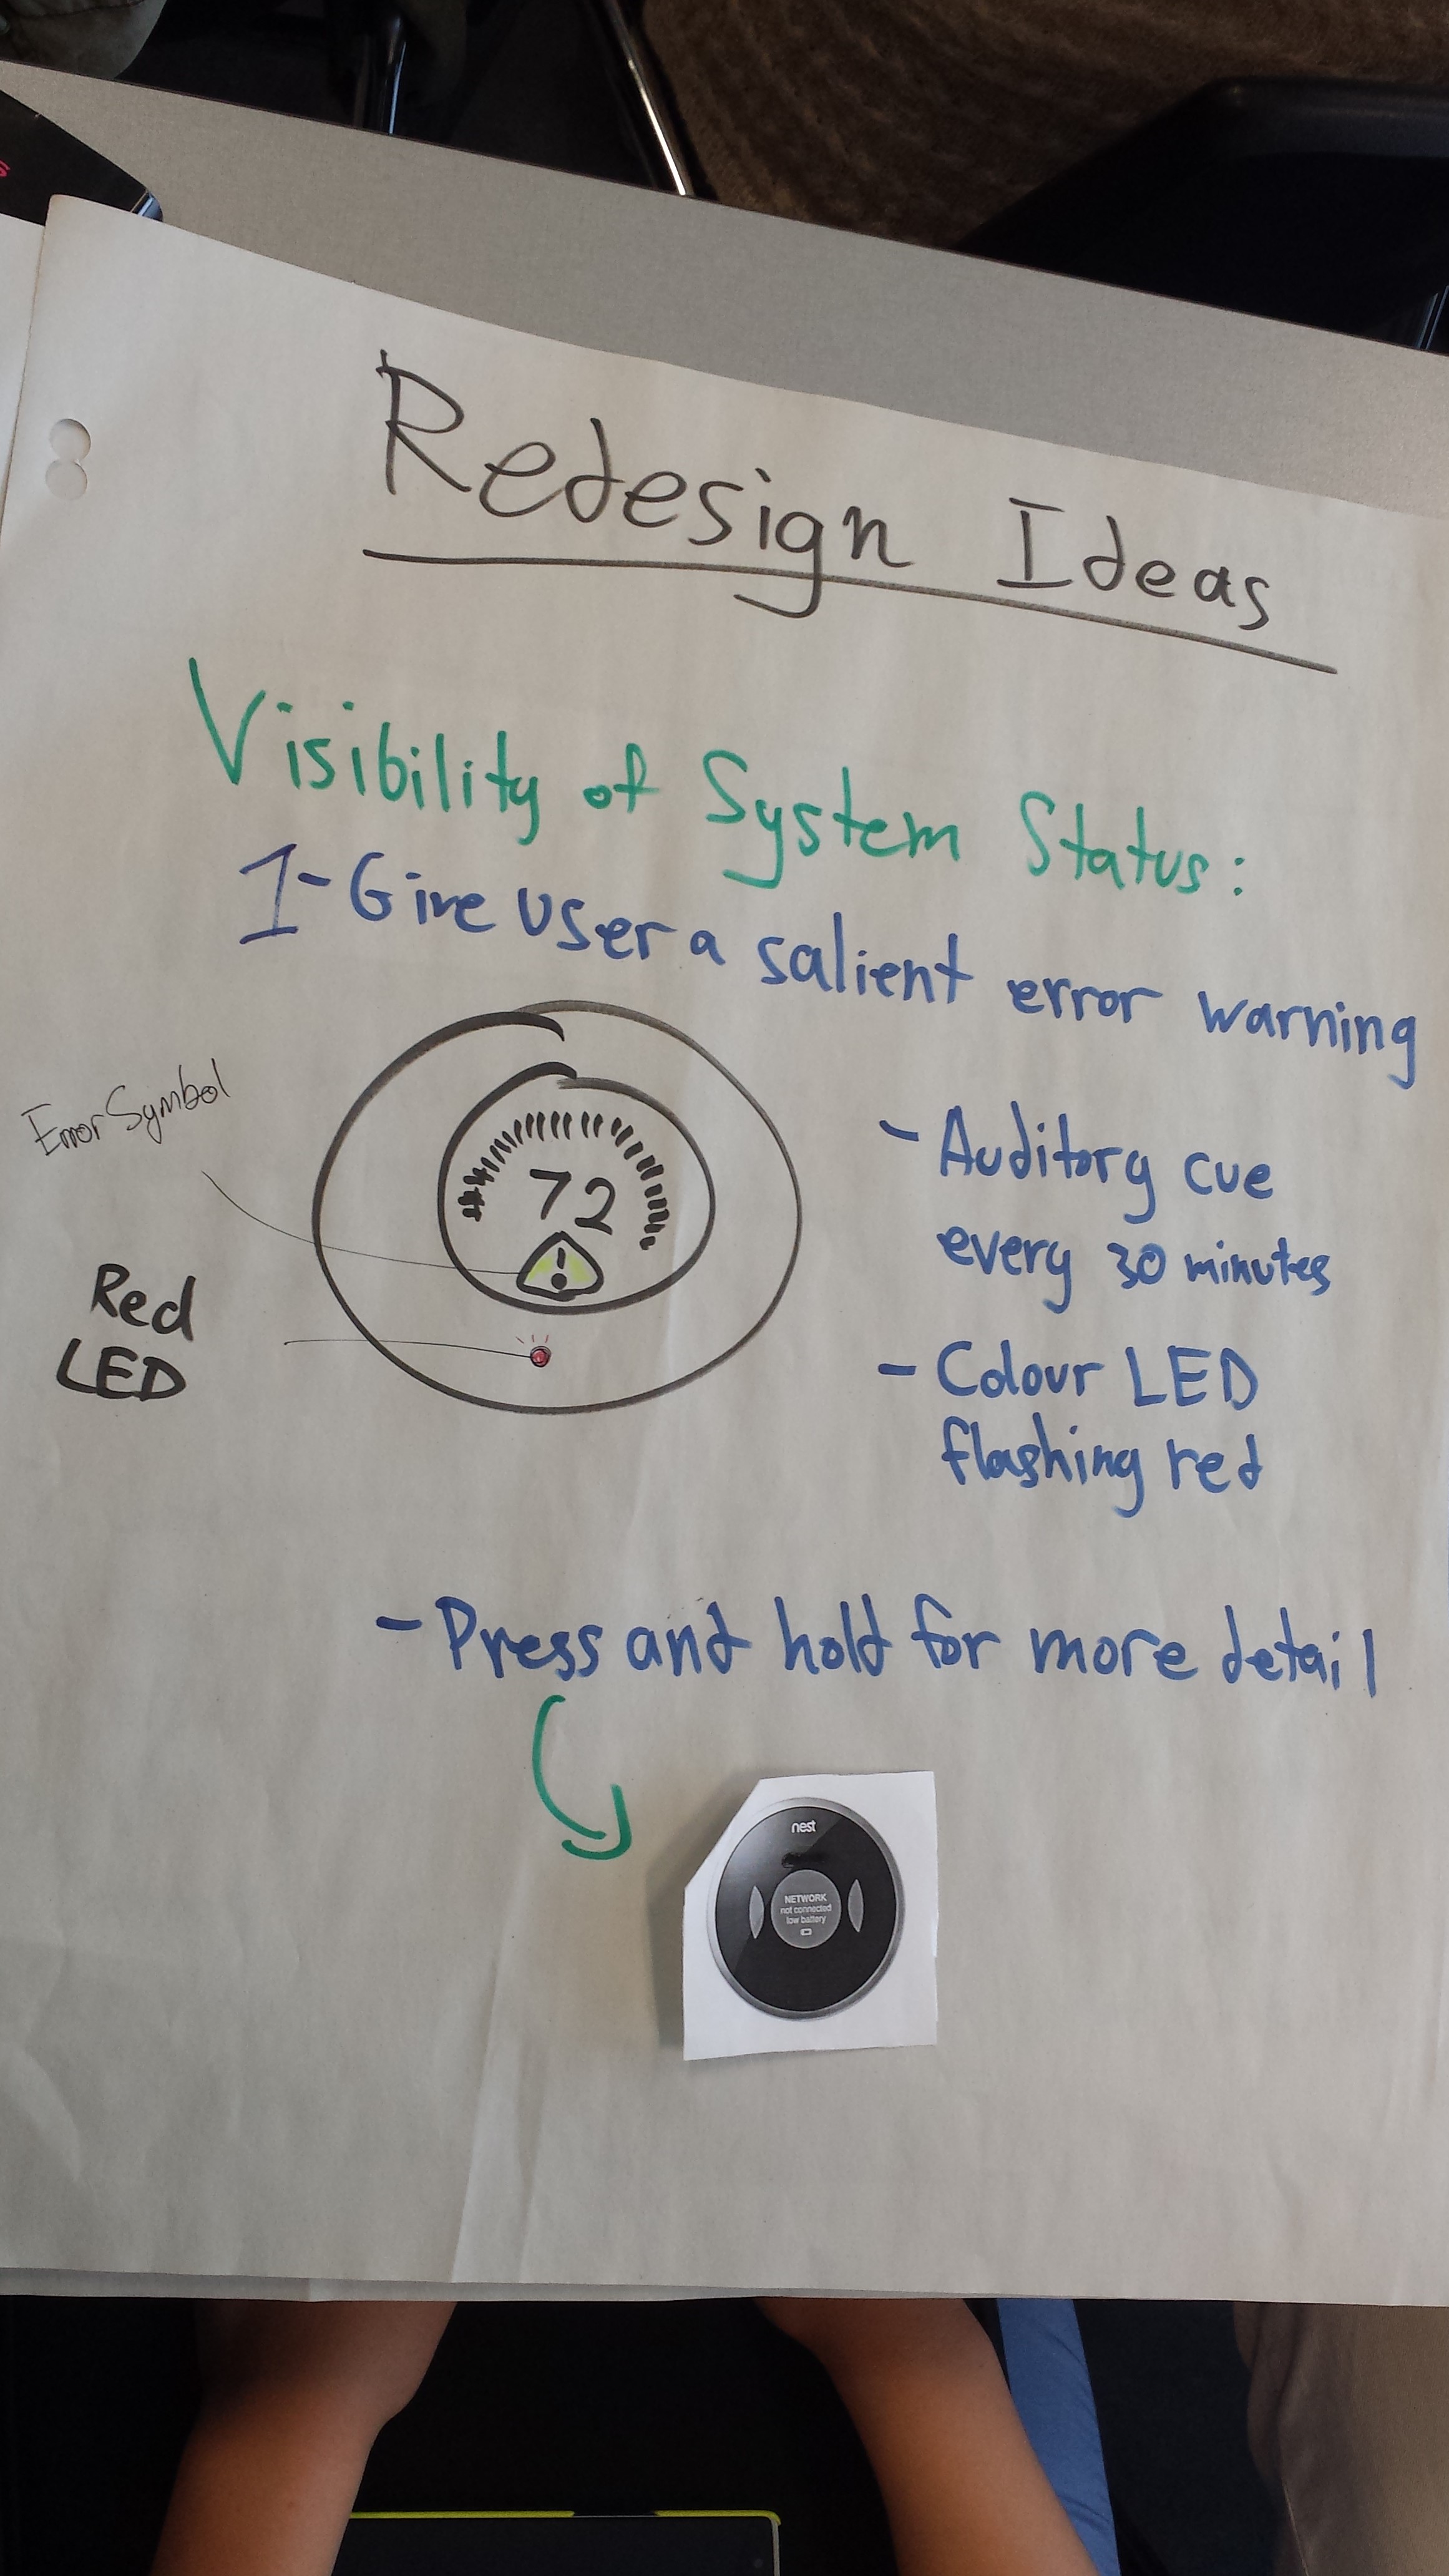 Redesign Ideas
Visibility of System Status:
1- Give user a salient error warning
Error Symbol
72
!
Red
LED
- Auditory cue
every 30 minutes
- Colour LED
flashing red
- Press and hold for more detail
nest
NETWORK
not connected
low battery